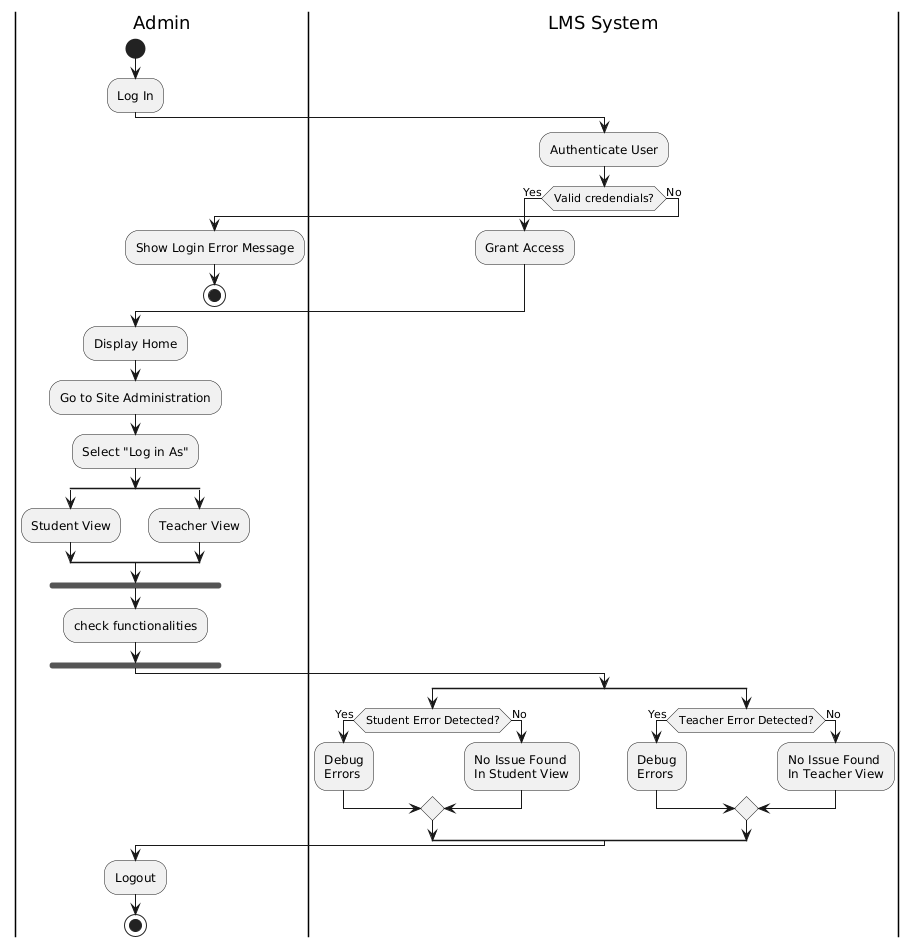 Admin
LMS System
Log In
Authenticate User
Yes
Valid credendials?
No
Show Login Error Message
Grant Access
Display Home
Go to Site Administration
Select "Log in As"
Student View
Teacher View
check functionalities
Yes
Student Error Detected?
No
Yes
Teacher Error Detected?
No
Debug
Errors
No Issue Found
In Student View
Debug
Errors
No Issue Found
In Teacher View
Logout